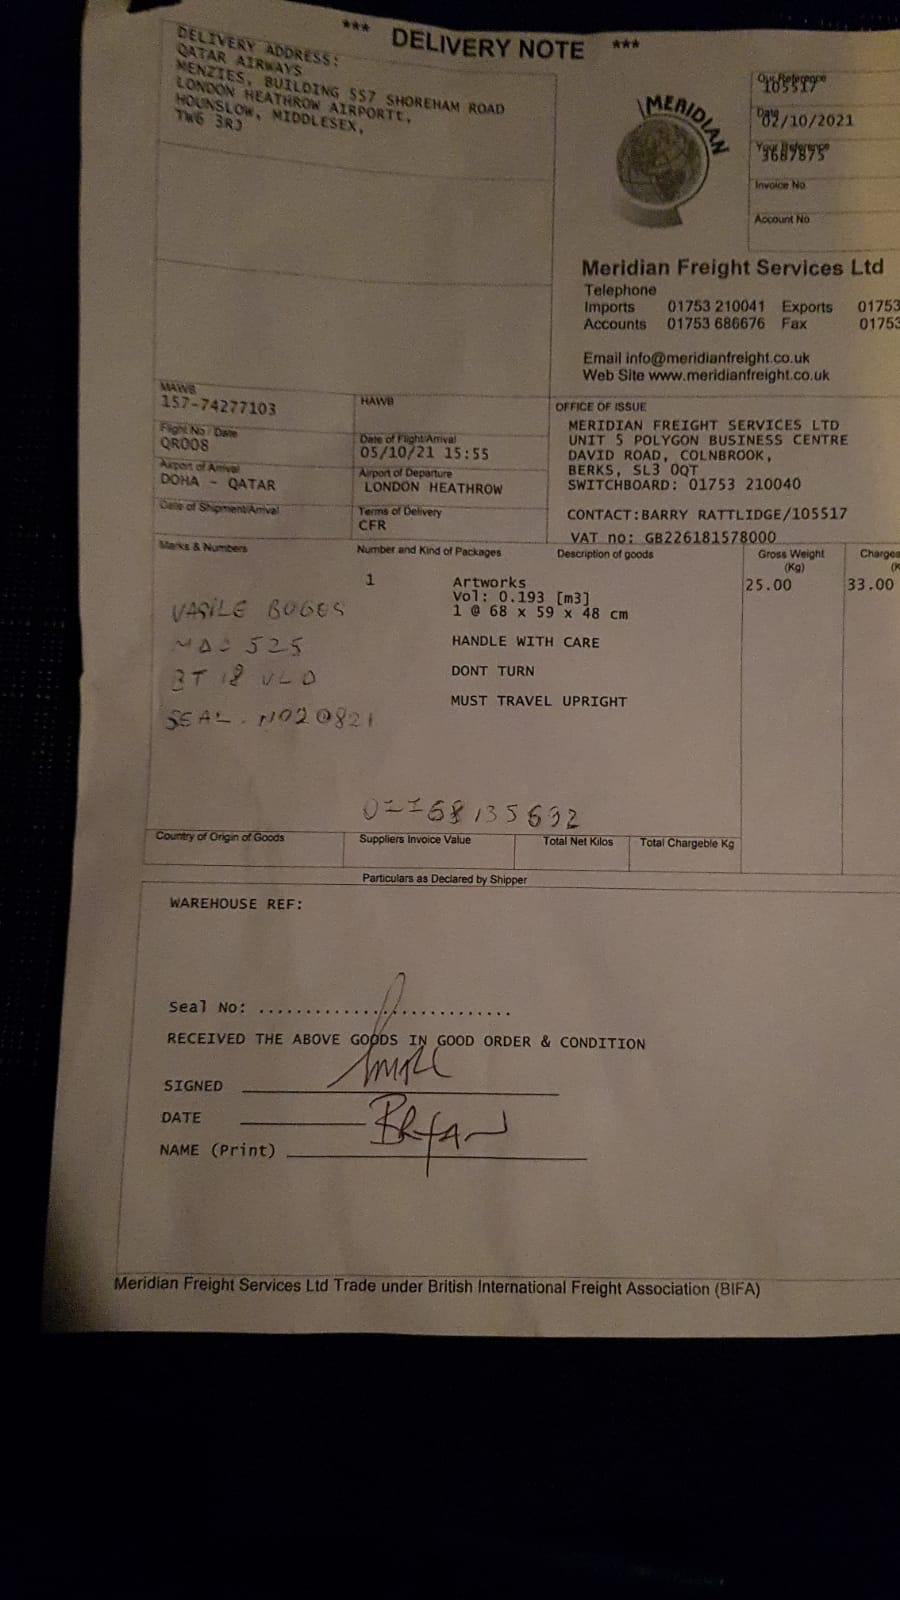 *** DELIVERY NOTE ***
DELIVERY ADDRESS:
QATAR AIRWAYS
MENZIES, BUILDING 557 SHOREHAM ROAD
LONDON HEATHROW AIRPORTt,
HOUNSLOW, MIDDLESEX,
TW6 3RJ
MERIDIAN
Our Reference
105517
Date
02/10/2021
Your Reference
3687875
Invoice No
Account No
Meridian Freight Services Ltd
Telephone
Imports 01753 210041 Exports 01753
Accounts 01753 686676 Fax 01753
Email info@meridianfreight.co.uk
Web Site www.meridianfreight.co.uk
MAWB
157-74277103
HAWB
Flight No / Date
QR008
Date of Flight/Arrival
05/10/21 15:55
Airport of Arrival
DOHA - QATAR
Airport of Departure
LONDON HEATHROW
Date of Shipment/Arrival
Terms of Delivery
CFR
OFFICE OF ISSUE
MERIDIAN FREIGHT SERVICES LTD
UNIT 5 POLYGON BUSINESS CENTRE
DAVID ROAD, COLNBROOK,
BERKS, SL3 0QT
SWITCHBOARD: 01753 210040
CONTACT:BARRY RATTLIDGE/105517
VAT no: GB226181578000
Marks & Numbers Number and Kind of Packages Description of goods Gross Weight (Kg)
1 Artworks 25.00 33.00
Vol: 0.193 [m3]
1 @ 68 x 59 x 48 cm
HANDLE WITH CARE
DONT TURN
MUST TRAVEL UPRIGHT
VASILE
525
SEAL. NO20821
Country of Origin of Goods Suppliers Invoice Value Total Net Kilos Total Chargeble Kg
Particulars as Declared by Shipper
WAREHOUSE REF:
Seal No: ................................
RECEIVED THE ABOVE GOODS IN GOOD ORDER & CONDITION
SIGNED
DATE
BRYAN
NAME (Print)
Meridian Freight Services Ltd Trade under British International Freight Association (BIFA)